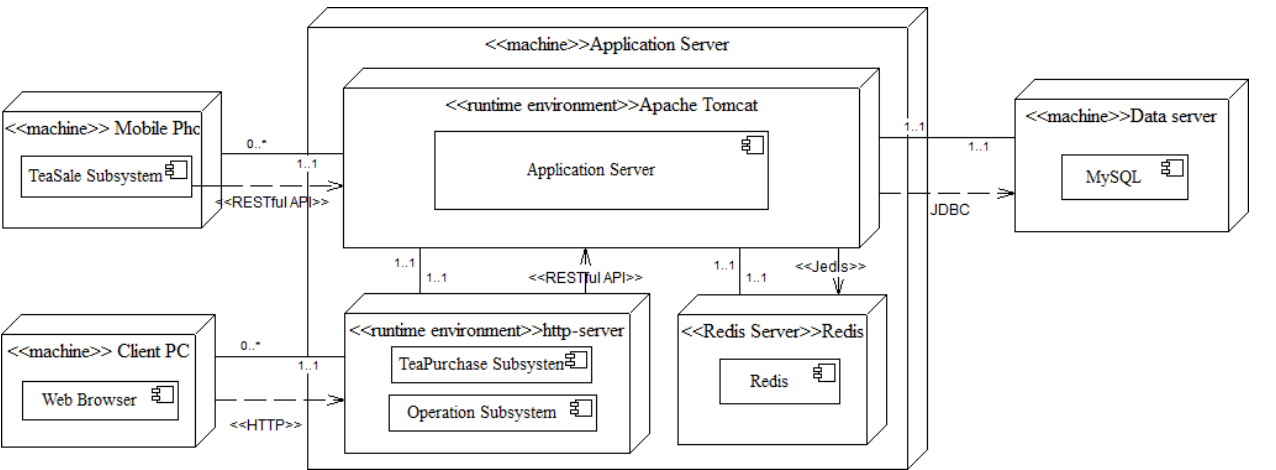 <<machine>>Application Server
<<runtime environment>>Apache Tomcat
Application Server
<<machine>> Mobile Phc
TeaSale Subsystem
0..*
1..1
<<RESTful API>>
1..1
1..1
JDBC
<<machine>>Data server
MySQL
1..1
1..1
<<RESTful API>>
1..1
1..1
<<Jedis>>
<<machine>> Client PC
Web Browser
0..*
1..1
<<HTTP>>
<<runtime environment>>http-server
TeaPurchase Subsysten
Operation Subsystem
<<Redis Server>>Redis
Redis